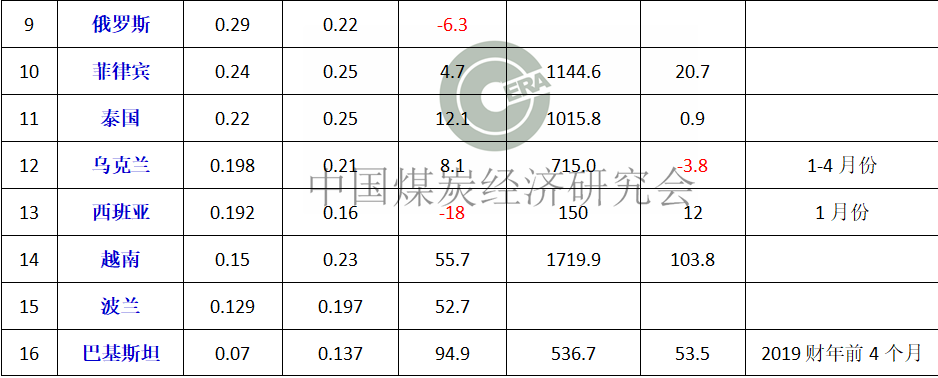 9 俄罗斯 0.29 0.22 -6.3
10 菲律宾 0.24 0.25 4.7 1144.6 20.7
CERA
11 泰国 0.22 0.25 12.1 1015.8 0.9
12 乌克兰 0.198 0.21 8.1 715.0 -3.8 1-4 月份
中国煤炭经济研究会
13 西班亚 0.192 0.16 -18 150 12 1 月份
14 越南 0.15 0.23 55.7 1719.9 103.8
15 波兰 0.129 0.197 52.7
16 巴基斯坦 0.07 0.137 94.9 536.7 53.5 2019 财年前 4 个月